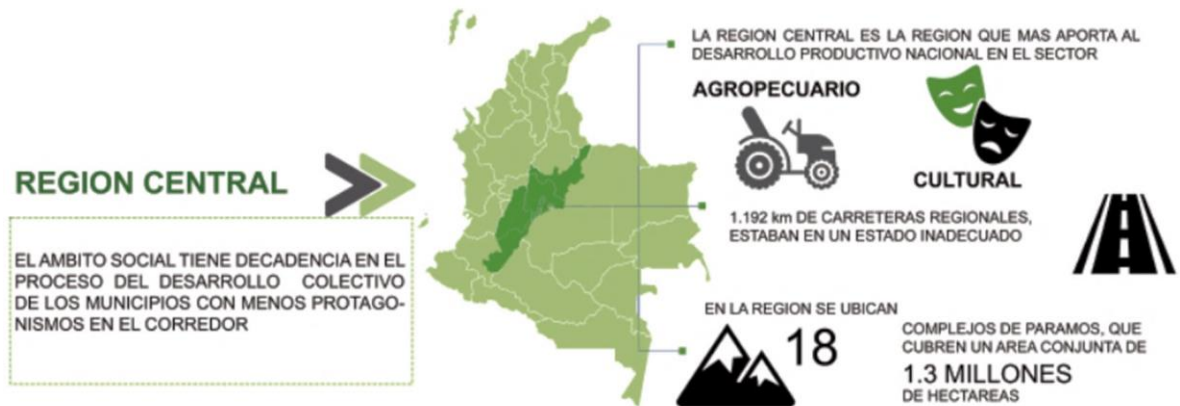 REGION CENTRAL
EL AMBITO SOCIAL TIENE DECADENCIA EN EL
PROCESO DEL DESARROLLO COLECTIVO
DE LOS MUNICIPIOS CON MENOS PROTAGO-
NISMOS EN EL CORREDOR
LA REGION CENTRAL ES LA REGION QUE MAS APORTA AL
DESARROLLO PRODUCTIVO NACIONAL EN EL SECTOR
AGROPECUARIO
CULTURAL
1.192 km DE CARRETERAS REGIONALES,
ESTABAN EN UN ESTADO INADECUADO
EN LA REGION SE UBICAN
18
COMPLEJOS DE PARAMOS, QUE
CUBREN UN AREA CONJUNTA DE
1.3 MILLONES
DE HECTAREAS